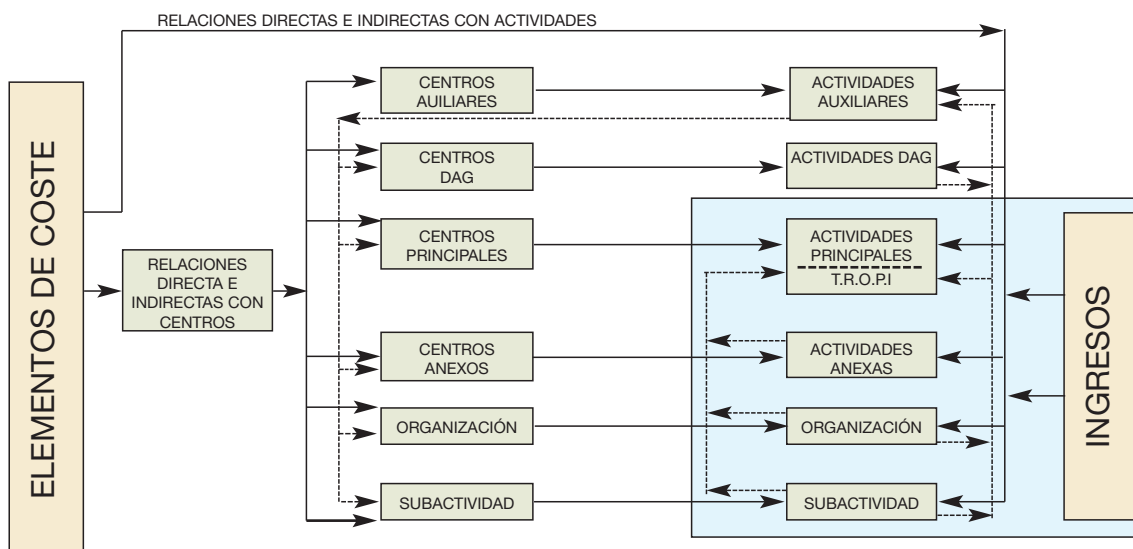 RELACIONES DIRECTAS E INDIRECTAS CON ACTIVIDADES
ELEMENTOS DE COSTE
RELACIONES
DIRECTA E
INDIRECTAS CON
CENTROS
CENTROS
AUILIARES
ACTIVIDADES
AUXILIARES
CENTROS
DAG
ACTIVIDADES DAG
CENTROS
PRINCIPALES
ACTIVIDADES
PRINCIPALES
T.R.O.P.I
CENTROS
ANEXOS
ACTIVIDADES
ANEXAS
ORGANIZACIÓN
ORGANIZACIÓN
SUBACTIVIDAD
SUBACTIVIDAD
INGRESOS